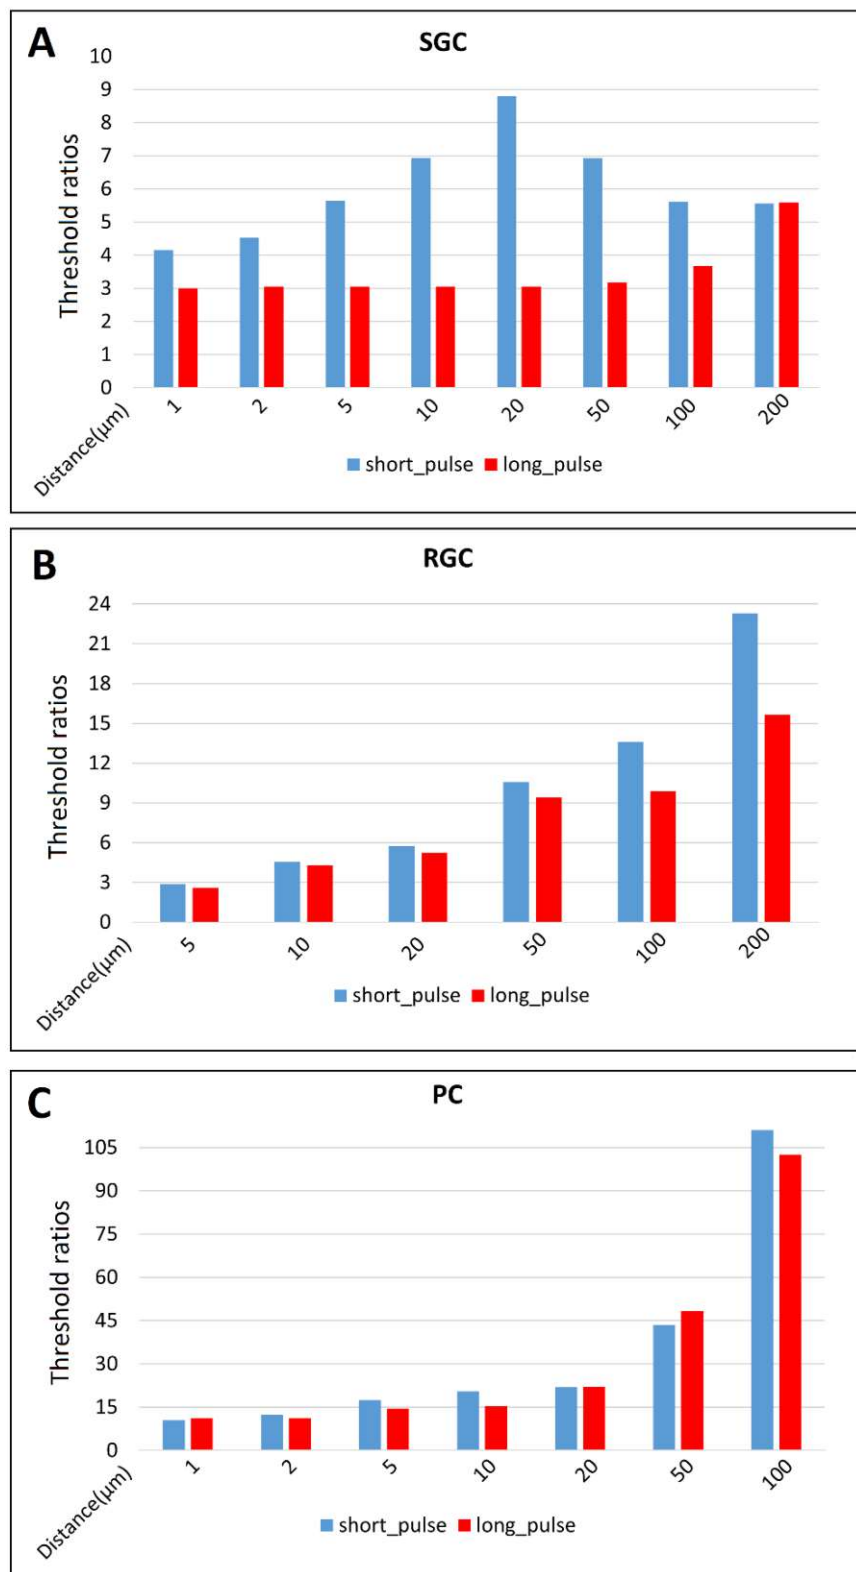 A
SGC
Threshold ratios
10
9
8
7
6
5
4
3
2
1
0
Distance(µm)
1 2 5 10 20 50 100 200
short_pulse long_pulse
B
RGC
Threshold ratios
24
21
18
15
12
9
6
3
0
Distance(µm)
5 10 20 50 100 200
short_pulse long_pulse
C
PC
Threshold ratios
105
90
75
60
45
30
15
0
Distance(µm)
1 2 5 10 20 50 100
short_pulse long_pulse